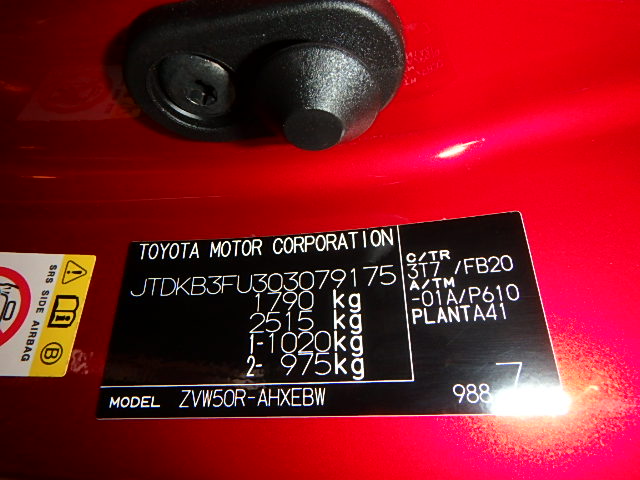 TOYOTA MOTOR CORPORATION
JTDKB3FU303079175
1790 kg
2515 kg
1-1020kg
2- 975kg
C/TR
3T7 /FB20
A/TM
-01A/P610
PLANTA41
MODEL ZVW50R-AHXEBW
988 7
SRS SIDE AIRBAG
B